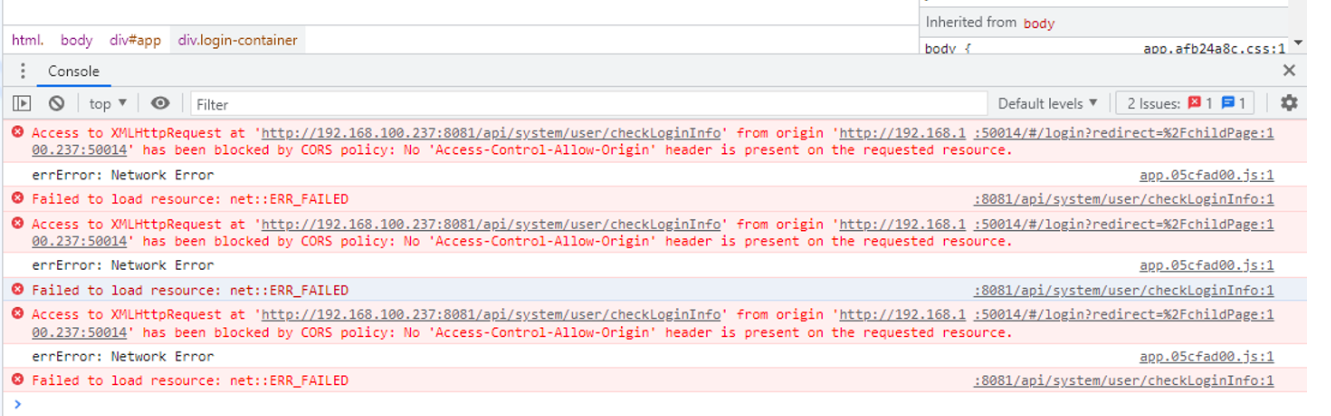 Inherited from body
html. body div#app div.login-container
body { app.afb24a8c.css:1
Console
top Filter Default levels 2 Issues: 1 1
Access to XMLHttpRequest at 'http://192.168.100.237:8081/api/system/user/checkLoginInfo' from origin 'http://192.168.1 :50014/#/login?redirect=%2FchildPage:1
00.237:50014' has been blocked by CORS policy: No 'Access-Control-Allow-Origin' header is present on the requested resource.
errError: Network Error app.05cfad00.js:1
Failed to load resource: net::ERR_FAILED :8081/api/system/user/checkLoginInfo:1
Access to XMLHttpRequest at 'http://192.168.100.237:8081/api/system/user/checkLoginInfo' from origin 'http://192.168.1 :50014/#/login?redirect=%2FchildPage:1
00.237:50014' has been blocked by CORS policy: No 'Access-Control-Allow-Origin' header is present on the requested resource.
errError: Network Error app.05cfad00.js:1
Failed to load resource: net::ERR_FAILED :8081/api/system/user/checkLoginInfo:1
Access to XMLHttpRequest at 'http://192.168.100.237:8081/api/system/user/checkLoginInfo' from origin 'http://192.168.1 :50014/#/login?redirect=%2FchildPage:1
00.237:50014' has been blocked by CORS policy: No 'Access-Control-Allow-Origin' header is present on the requested resource.
errError: Network Error app.05cfad00.js:1
Failed to load resource: net::ERR_FAILED :8081/api/system/user/checkLoginInfo:1